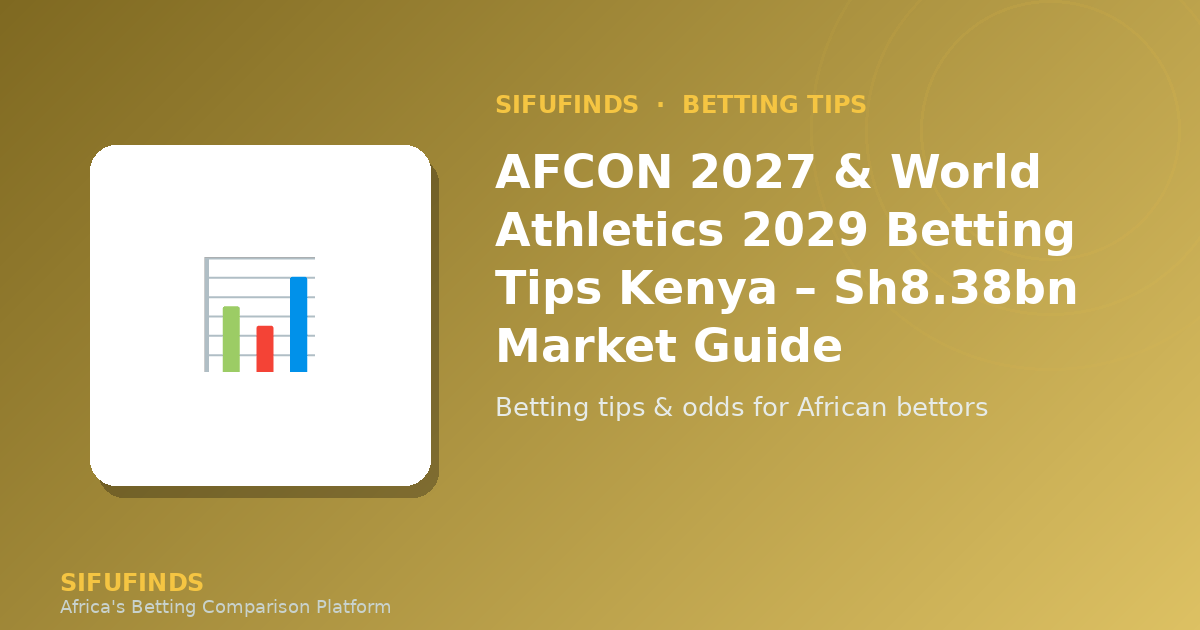 SIFUFINDS · BETTING TIPS
AFCON 2027 & World
Athletics 2029 Betting
Tips Kenya – Sh8.38bn
Market Guide
Betting tips & odds for African bettors
SIFUFINDS
Africa's Betting Comparison Platform